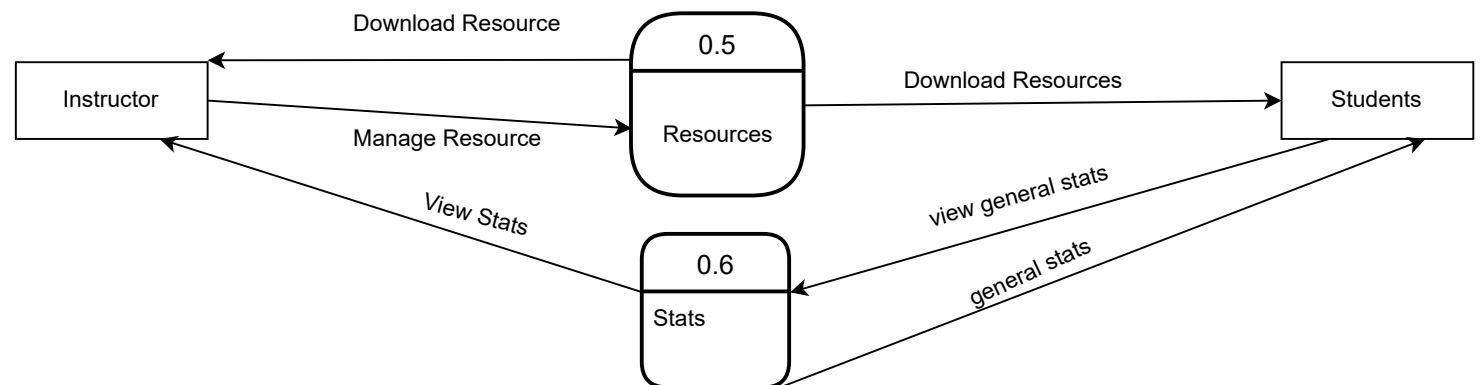 Download Resource
0.5
Download Resources
Instructor
Students
Manage Resource
Resources
View Stats
view general stats
general stats
0.6
Stats